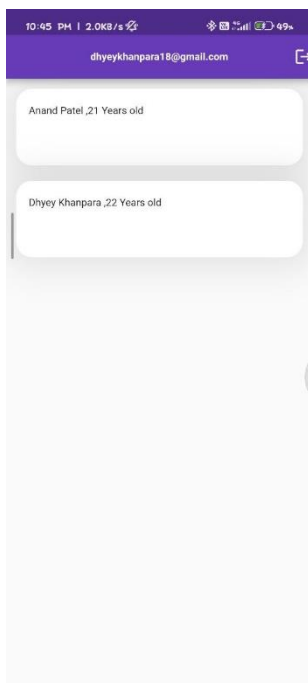 10:45 PM | 2.0KB/s 49%
dhyeykhanpara18@gmail.com
Anand Patel ,21 Years old
Dhyey Khanpara ,22 Years old